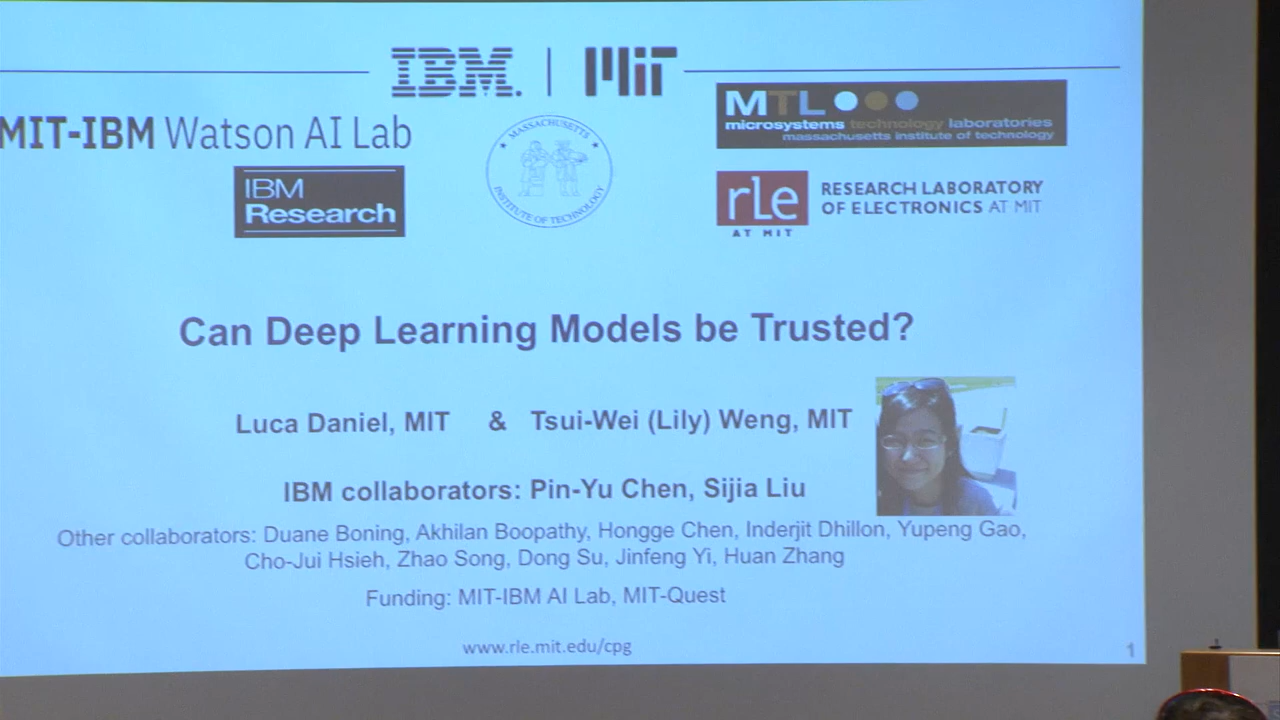 IBM. | MIT
MIT-IBM Watson AI Lab
IBM
Research
MASSACHUSETTS
INSTITUTE OF TECHNOLOGY
MTL
microsystems technology laboratories
massachusetts institute of technology
rle
AT MIT
RESEARCH LABORATORY
OF ELECTRONICS AT MIT
Can Deep Learning Models be Trusted?
Luca Daniel, MIT & Tsui-Wei (Lily) Weng, MIT
IBM collaborators: Pin-Yu Chen, Sijia Liu
Other collaborators: Duane Boning, Akhilan Boopathy, Hongge Chen, Inderjit Dhillon, Yupeng Gao,
Cho-Jui Hsieh, Zhao Song, Dong Su, Jinfeng Yi, Huan Zhang
Funding: MIT-IBM AI Lab, MIT-Quest
www.rle.mit.edu/cpg
1